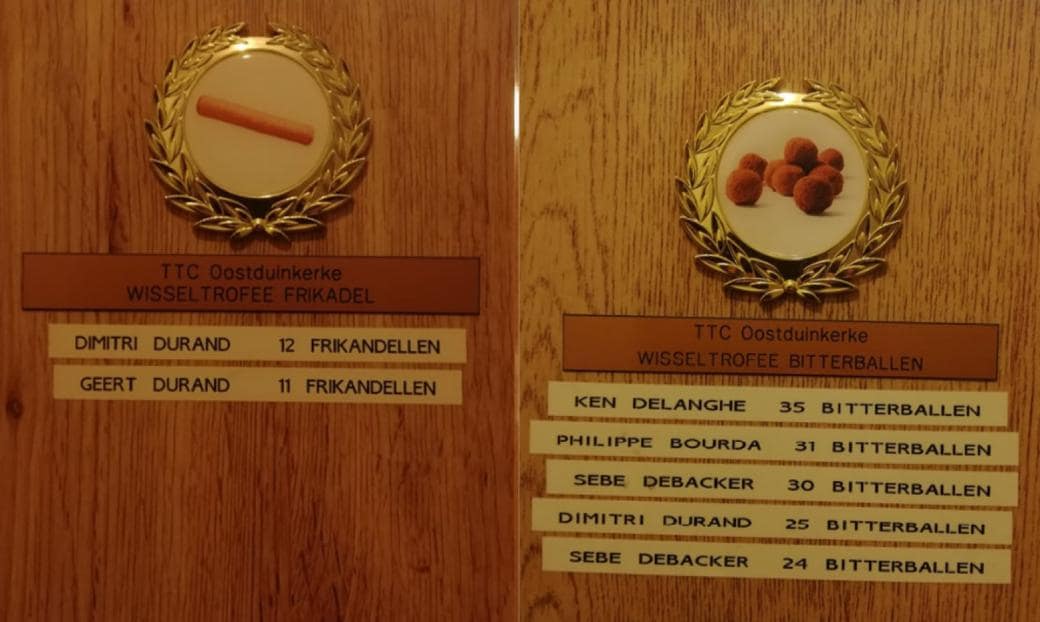 TTC Oostduinkerke
WISSELTROFEE FRIKADEL
DIMITRI DURAND 12 FRIKANDELLEN
GEERT DURAND 11 FRIKANDELLEN
TTC Oostduinkerke
WISSELTROFEE BITTERBALLEN
KEN DELANGHE 35 BITTERBALLEN
PHILIPPE BOURDA 31 BITTERBALLEN
SEBE DEBACKER 30 BITTERBALLEN
DIMITRI DURAND 25 BITTERBALLEN
SEBE DEBACKER 24 BITTERBALLEN